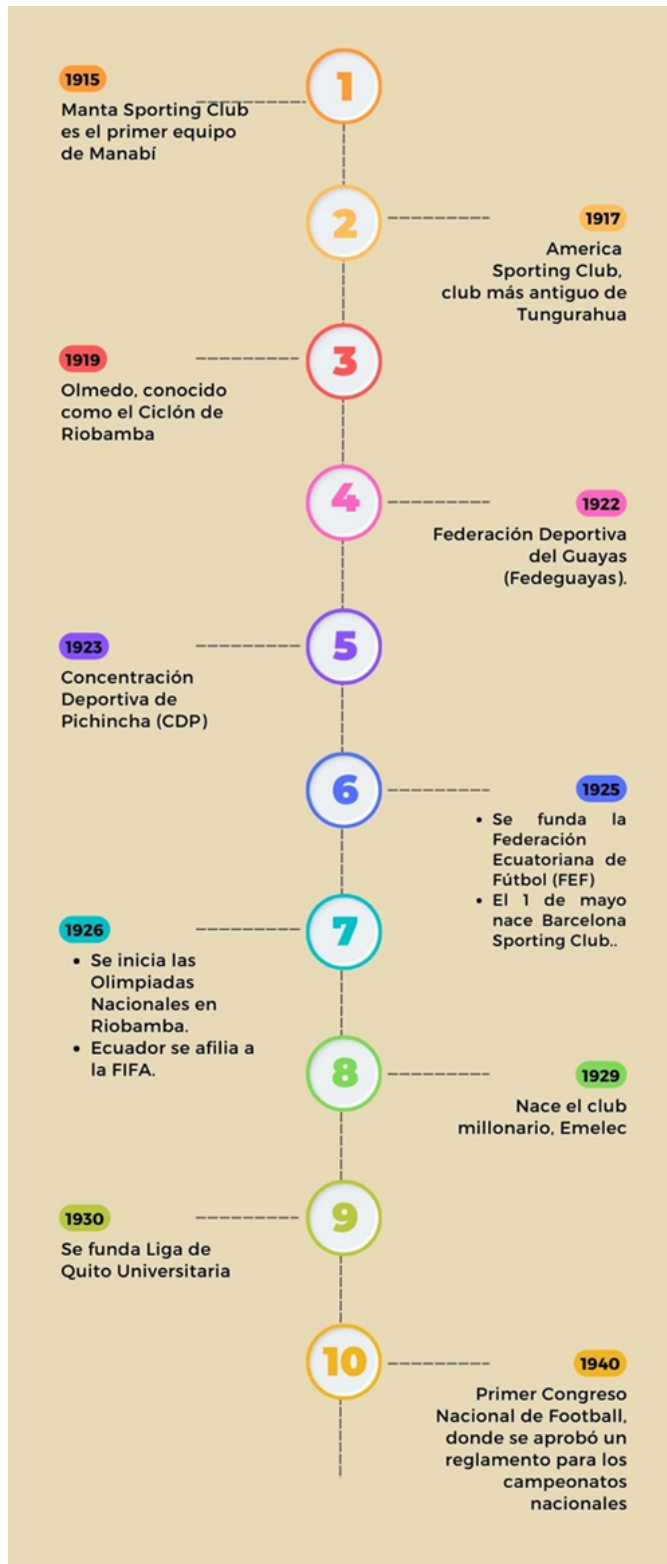 1
1915
Manta Sporting Club
es el primer equipo
de Manabí
2
1917
America
Sporting Club,
club más antiguo de
Tungurahua
3
1919
Olmedo, conocido
como el Ciclón de
Riobamba
4
1922
Federación Deportiva
del Guayas
(Fedeguayas).
5
1923
Concentración
Deportiva de
Pichincha (CDP)
6
1925
• Se funda la
Federación
Ecuatoriana de
Fútbol (FEF)
• El 1 de mayo
nace Barcelona
Sporting Club..
7
1926
• Se inicia las
Olimpiadas
Nacionales en
Riobamba.
• Ecuador se afilia a
la FIFA.
8
1929
Nace el club
millonario, Emelec
9
1930
Se funda Liga de
Quito Universitaria
10
1940
Primer Congreso
Nacional de Football,
donde se aprobó un
reglamento para los
campeonatos
nacionales